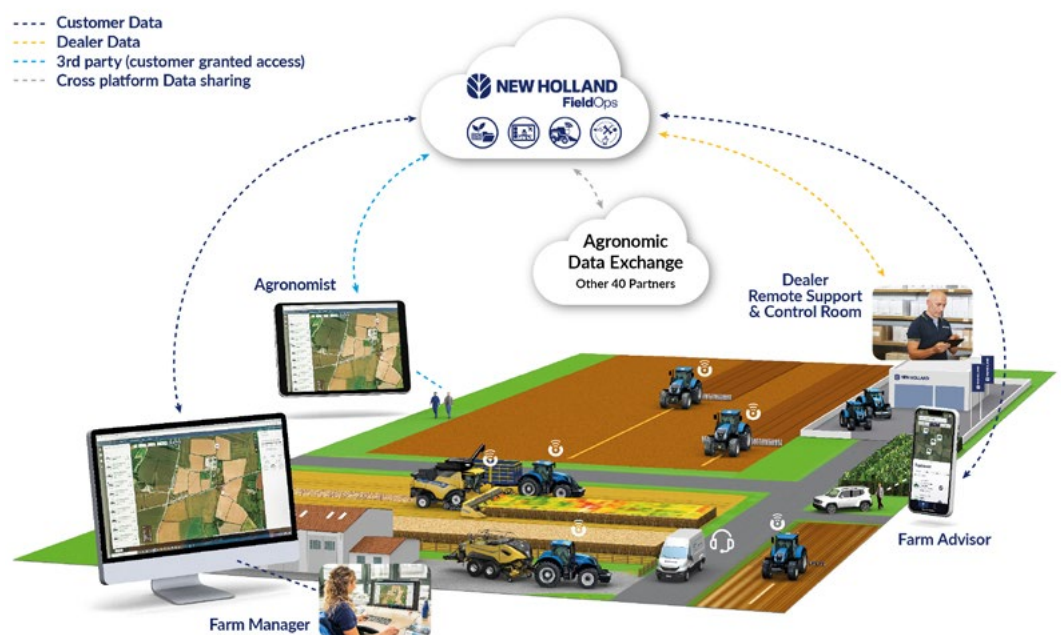 Customer Data
Dealer Data
3rd party (customer granted access)
Cross platform Data sharing
NEW HOLLAND
FieldOps
Agronomic
Data Exchange
Other 40 Partners
Agronomist
Dealer
Remote Support
& Control Room
NEW HOLLAND
Farm Advisor
Farm Manager